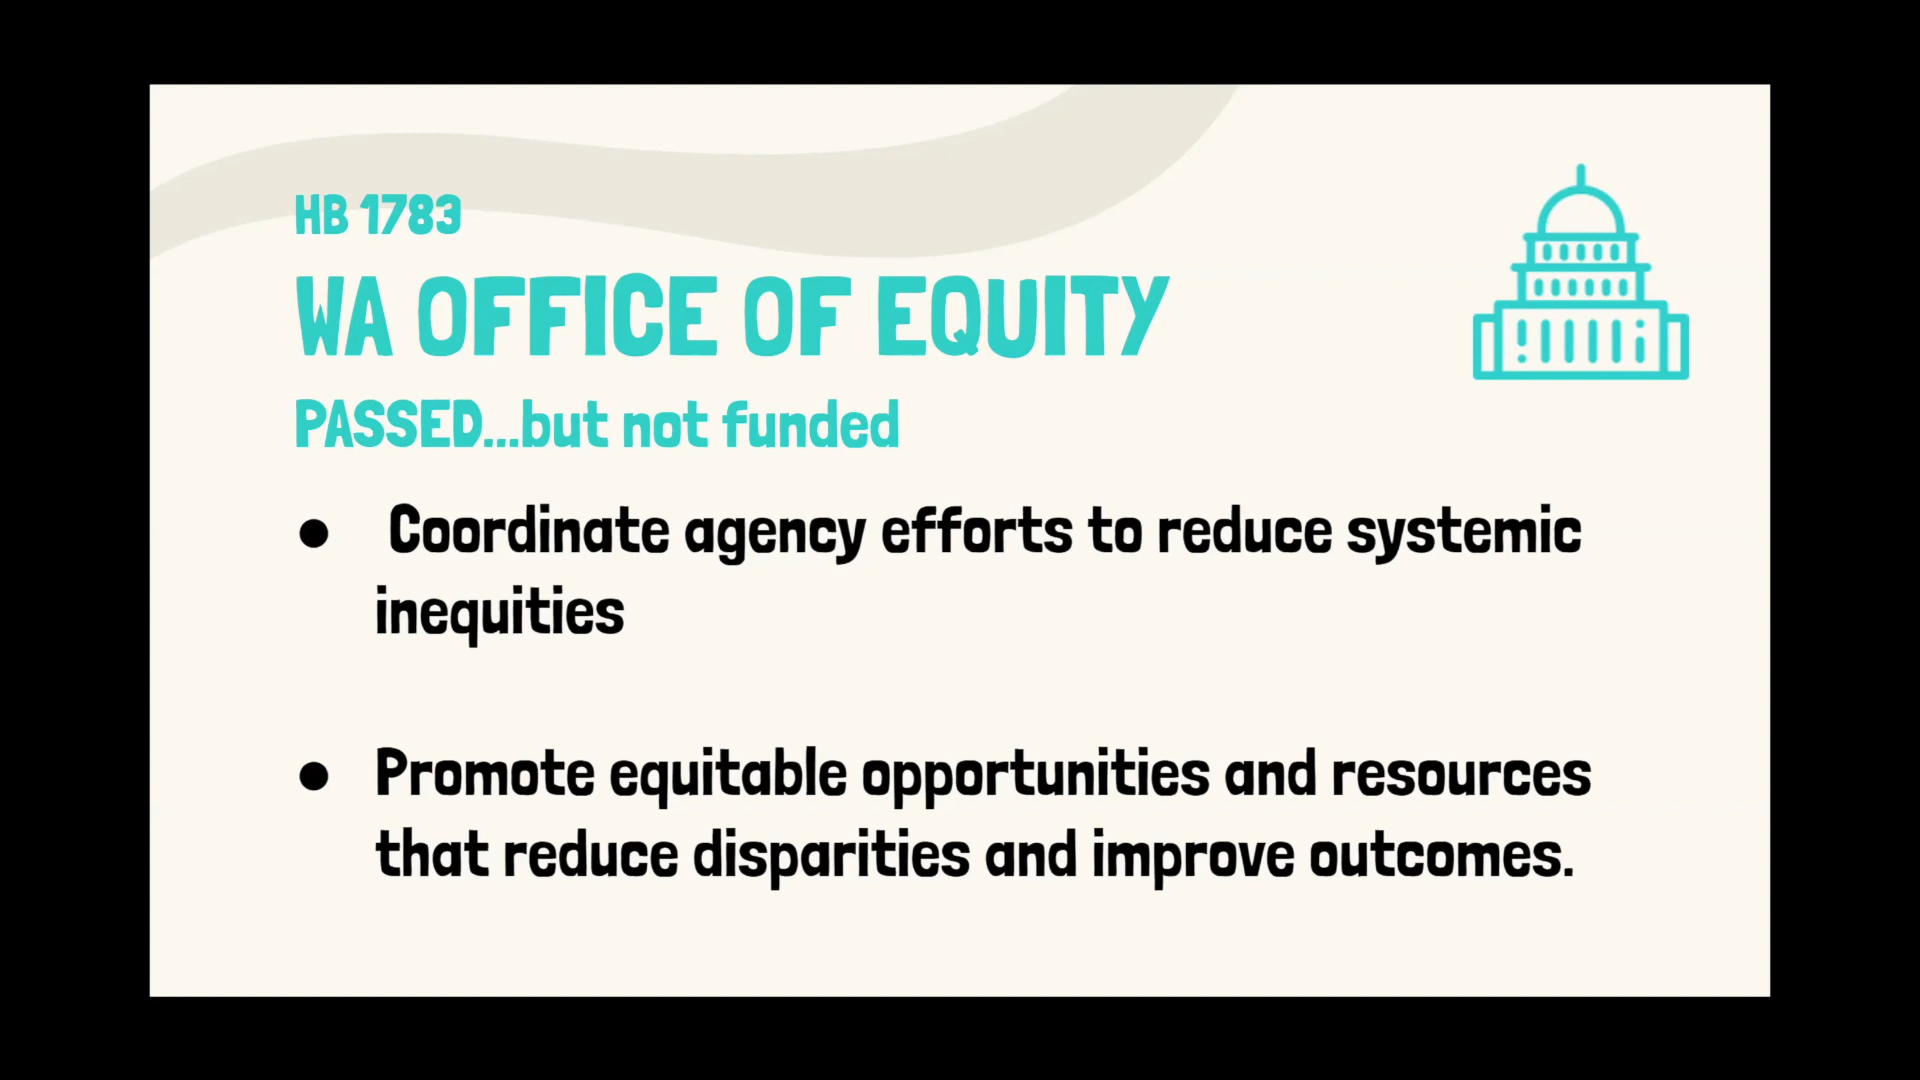 HB 1783
WA OFFICE OF EQUITY
PASSED...but not funded
● Coordinate agency efforts to reduce systemic
inequities
● Promote equitable opportunities and resources
that reduce disparities and improve outcomes.